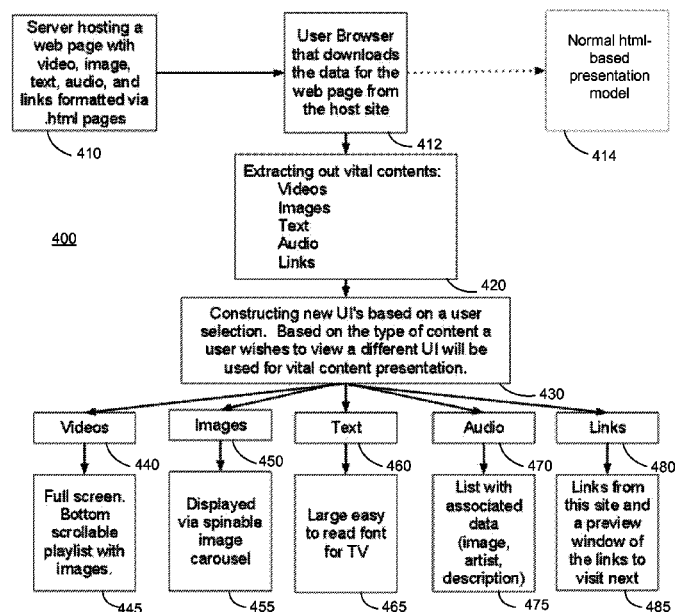 Server hosting a
web page wtih
video, image,
text, audio, and
links formatted via
.html pages
410
User Browser
that downloads
the data for the
web page from
the host site
412
Normal html-
based
presentation
model
414
400
Extracting out vital contents:
Videos
Images
Text
Audio
Links
420
Constructing new UI's based on a user
selection. Based on the type of content a
user wishes to view a different UI will be
used for vital content presentation.
430
Videos
440
Images
450
Text
460
Audio
470
Links
480
Full screen.
Bottom
scrollable
playlist with
images.
445
Displayed
via spinable
image
carousel
455
Large easy
to read font
for TV
465
List with
associated
data
(image,
artist,
description)
475
Links from
this site and
a preview
window of
the links to
visit next
485